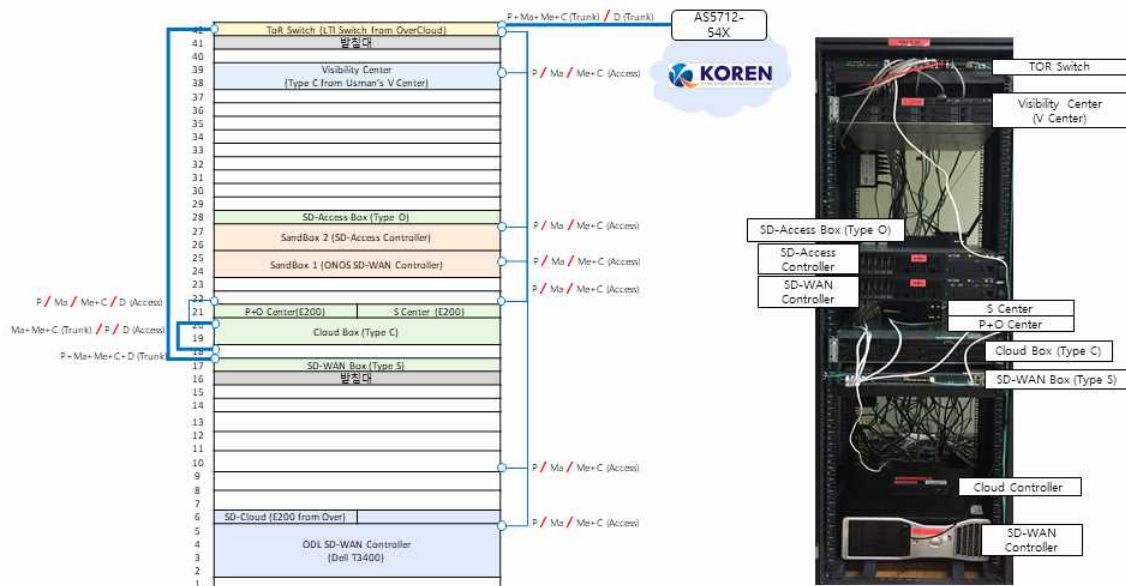 P+Ma+Me+C (Trunk) / D (Trunk)
AS5712-
54X
KOREN
42
ToR Switch (LTI Switch from OverCloud)
41
받침대
40
39
Visibility Center
38
(Type C from Usman's V Center)
P / Ma / Me+C (Access)
37
36
35
34
33
32
31
30
29
28
SD-Access Box (Type O)
27
SandBox 2 (SD-Access Controller)
26
P / Ma / Me+C (Access)
25
SandBox 1 (ONOS SD-WAN Controller)
24
P / Ma / Me+C (Access)
23
22
P / Ma / Me+C (Access)
P / Ma / Me+C / D (Access)
21
P+O Center(E200)
S Center (E200)
20
Ma+Me+C (Trunk) / P / D (Access)
19
Cloud Box (Type C)
18
P+Ma+Me+C+D (Trunk)
17
SD-WAN Box (Type S)
16
받침대
15
14
13
12
11
10
P / Ma / Me+C (Access)
9
8
7
6
SD-Cloud (E200 from Over)
5
P / Ma / Me+C (Access)
4
ODL SD-WAN Controller
3
(Dell T3400)
2
1
TOR Switch
Visibility Center
(V Center)
SD-Access Box (Type O)
SD-Access
Controller
SD-WAN
Controller
S Center
P+O Center
Cloud Box (Type C)
SD-WAN Box (Type S)
Cloud Controller
SD-WAN
Controller